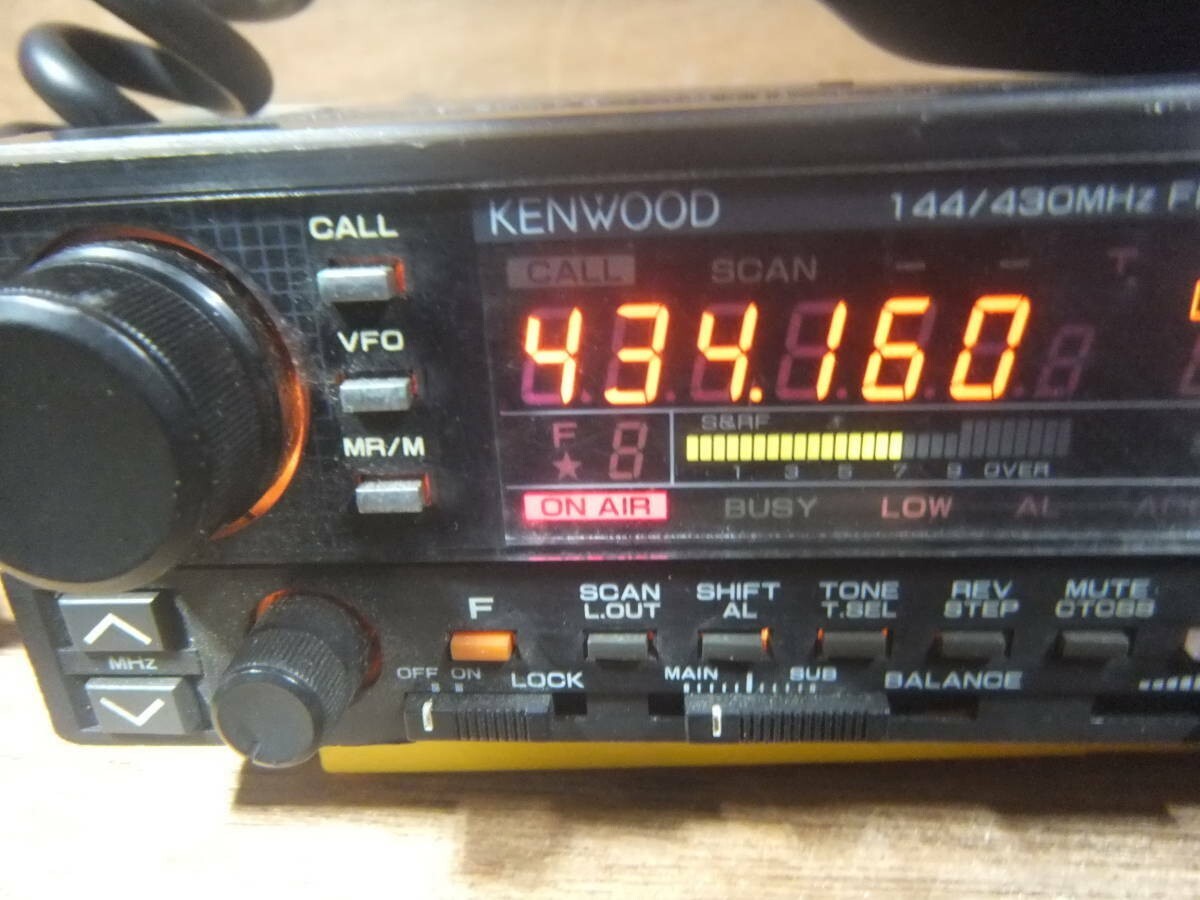 CALL
KENWOOD
144/430MHz
CALL SCAN T
434.160
VFO
MR/M
F
S&RF
1 3 5 7 9 OVER
ON AIR BUSY LOW AL
MHz
F
SCAN L.OUT
SHIFT AL
TONE T.SEL
REV STEP
MUTE CTCSS
OFF ON LOCK
MAIN SUB BALANCE